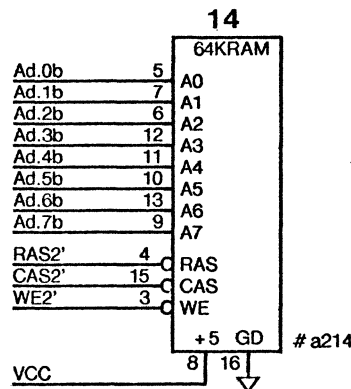 14
64KRAM
Ad.0b 5 A0
Ad.1b 7 A1
Ad.2b 6 A2
Ad.3b 12 A3
Ad.4b 11 A4
Ad.5b 10 A5
Ad.6b 13 A6
Ad.7b 9 A7
RAS2' 4 RAS
CAS2' 15 CAS
WE2' 3 WE
+5 GD
# a214
8 16
VCC